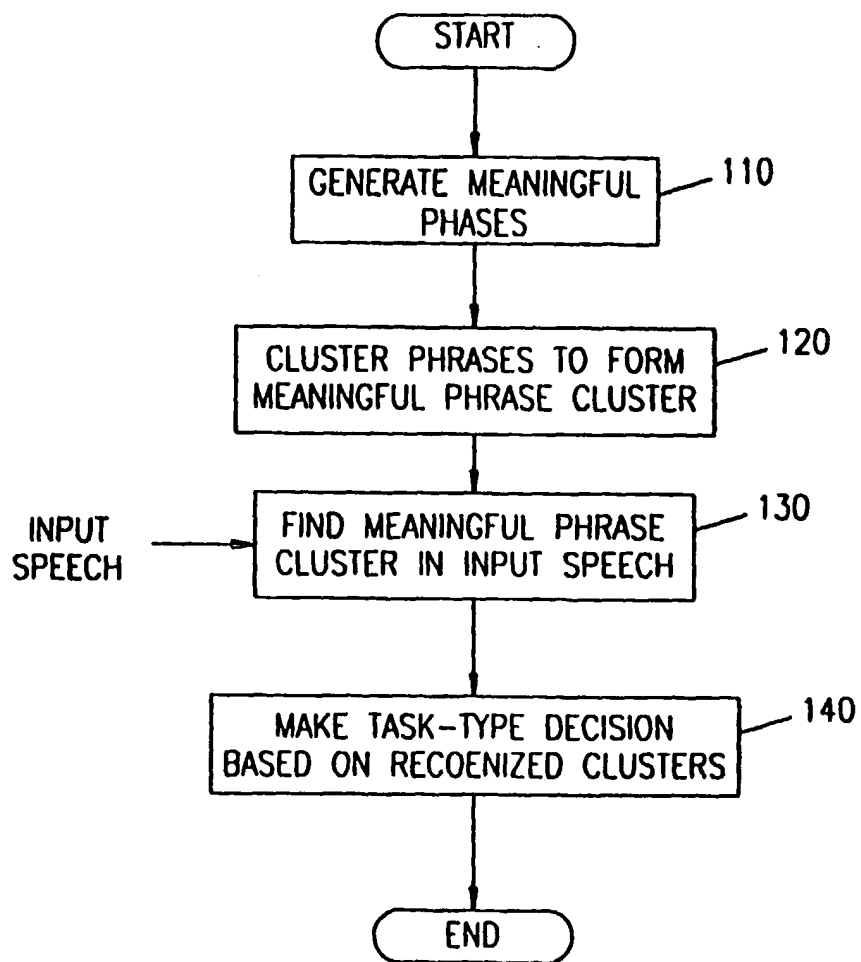 START
GENERATE MEANINGFUL
PHASES
110
CLUSTER PHRASES TO FORM
MEANINGFUL PHRASE CLUSTER
120
INPUT
SPEECH
FIND MEANINGFUL PHRASE
CLUSTER IN INPUT SPEECH
130
MAKE TASK-TYPE DECISION
BASED ON RECOENIZED CLUSTERS
140
END